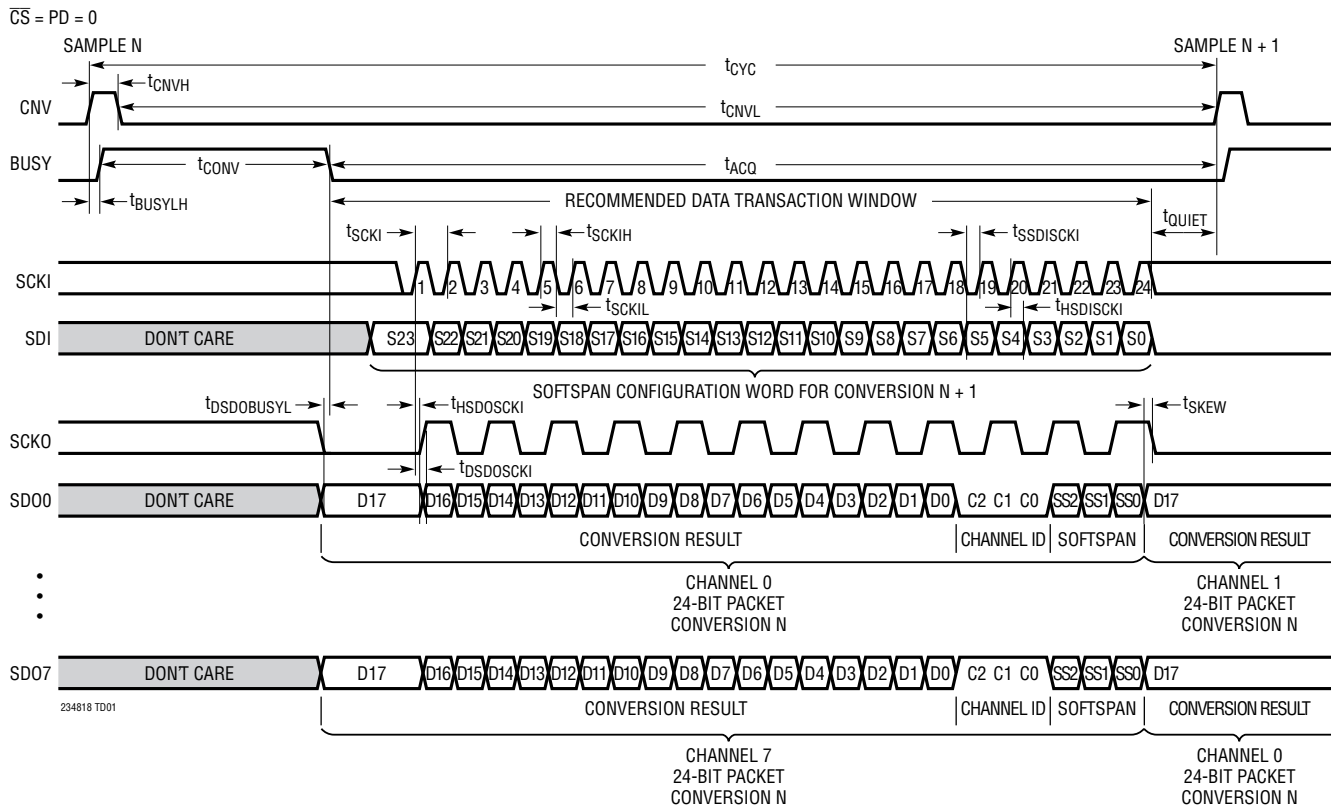 CS = PD = 0
SAMPLE N
SAMPLE N + 1
tCYC
tCNVH
CNV
tCNVL
BUSY
tCONV
tACQ
tBUSYLH
RECOMMENDED DATA TRANSACTION WINDOW
tQUIET
tSCKI
tSCKIH
tSSDISCKI
SCKI
1 2 3 4 5 6 7 8 9 10 11 12 13 14 15 16 17 18 19 20 21 22 23 24
tSCKIL
tHSDISCKI
SDI
DON'T CARE
S23 S22 S21 S20 S19 S18 S17 S16 S15 S14 S13 S12 S11 S10 S9 S8 S7 S6 S5 S4 S3 S2 S1 S0
SOFTSPAN CONFIGURATION WORD FOR CONVERSION N + 1
tDSDOBUSYL
tHSDOSCKI
tSKEW
SCKO
tDSDOSCKI
SDO0
DON'T CARE
D17 D16 D15 D14 D13 D12 D11 D10 D9 D8 D7 D6 D5 D4 D3 D2 D1 D0 C2 C1 C0 SS2 SS1 SS0 D17
CONVERSION RESULT
CHANNEL ID
SOFTSPAN
CONVERSION RESULT
CHANNEL 0
24-BIT PACKET
CONVERSION N
CHANNEL 1
24-BIT PACKET
CONVERSION N
SDO7
DON'T CARE
D17 D16 D15 D14 D13 D12 D11 D10 D9 D8 D7 D6 D5 D4 D3 D2 D1 D0 C2 C1 C0 SS2 SS1 SS0 D17
234818 TD01
CONVERSION RESULT
CHANNEL ID
SOFTSPAN
CONVERSION RESULT
CHANNEL 7
24-BIT PACKET
CONVERSION N
CHANNEL 0
24-BIT PACKET
CONVERSION N